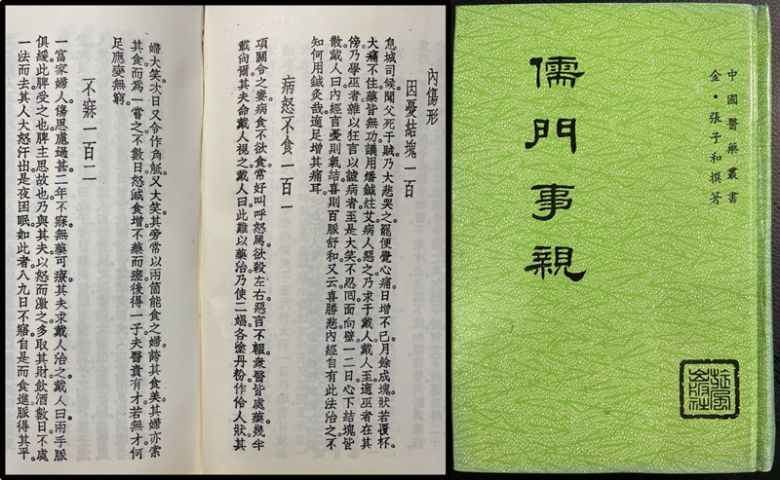 內傷形
因憂結塊一百
息城司候聞父死于賊。乃大悲哭之。罷便覺心痛。日增不已。月餘成塊。狀若覆杯。
大痛不住。藥皆無功。議用燔鍼炷艾。病人惡之。乃求于戴人。戴人至。適巫者在其
傍。乃學巫者。雜以狂言以謔病者。至是大笑不忍。回面向壁。一二日。心下結塊皆
散。戴人曰。內經言憂則氣結。喜則百脈舒和。又云喜勝悲。內經自有此法治之。不
知何用鍼灸哉。適足增其痛耳。
病怒不食一百一
項關令之妻。病食不欲食。常好叫呼怒罵。欲殺左右。惡言不輟。衆醫皆處藥。幾半
載尚爾。其夫命戴人視之。戴人曰。此難以藥治。乃使二媼。各塗丹粉。作伶人狀。其
婦大笑。次日又令作角觝。又大笑。其旁常以兩箇能食之婦。誇其食美。其婦亦索
其食。而為一嘗之。不數日。怒減食增。不藥而瘥。後得一子。夫醫貴有才。若無才。何
足應變無窮。
不寐一百二
一富家婦人。傷思慮過甚。二年不寐。無藥可療。其夫求戴人治之。戴人曰。兩手脈
俱緩。此脾受之也。脾主思故也。乃與其夫以怒而激之。多取其財。飲酒數日。不處
一法而去。其人大怒汗出。是夜困眠。如此者八九日不寤。自是而食進。脈得其平。
中國醫藥叢書
金·張子和撰著
儒門事親
旋風出版社